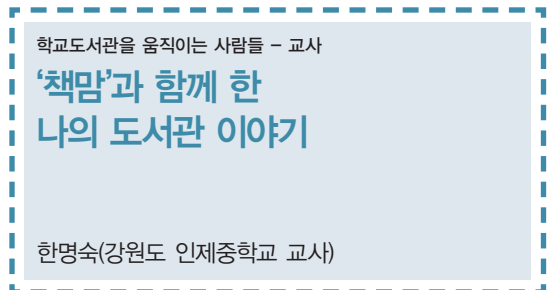 학교도서관을 움직이는 사람들 – 교사
‘책맘’과 함께 한
나의 도서관 이야기
한명숙(강원도 인제중학교 교사)